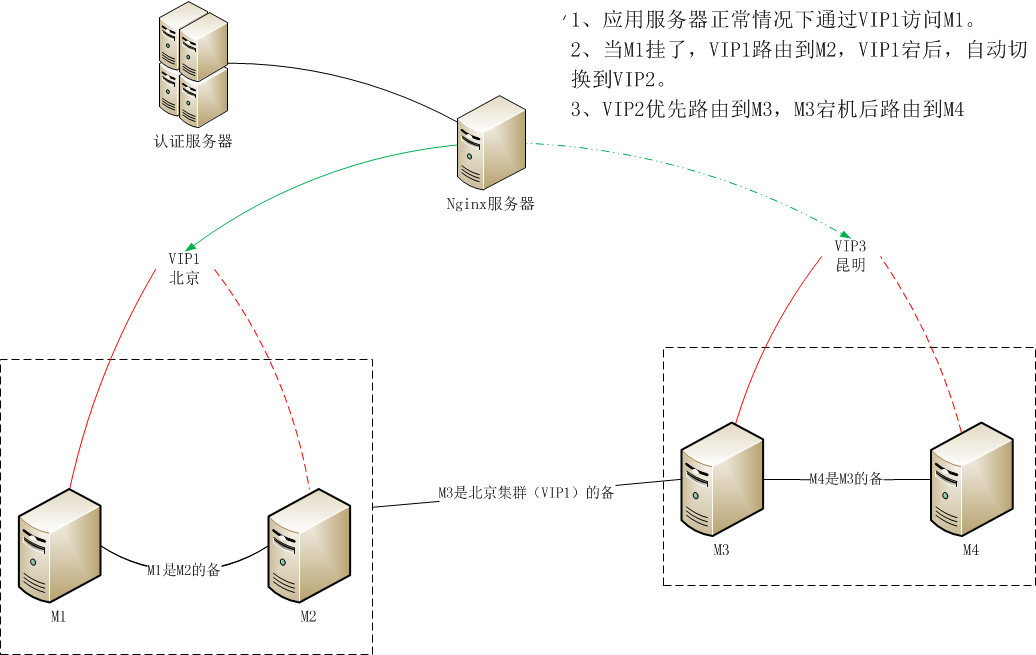 1、应用服务器正常情况下通过VIP1访问M1。
2、当M1挂了，VIP1路由到M2，VIP1宕后，自动切
换到VIP2。
3、VIP2优先路由到M3，M3宕机后路由到M4
认证服务器
Nginx服务器
VIP1
北京
VIP3
昆明
M3是北京集群（VIP1）的备
M4是M3的备
M1是M2的备
M3
M4
M1
M2